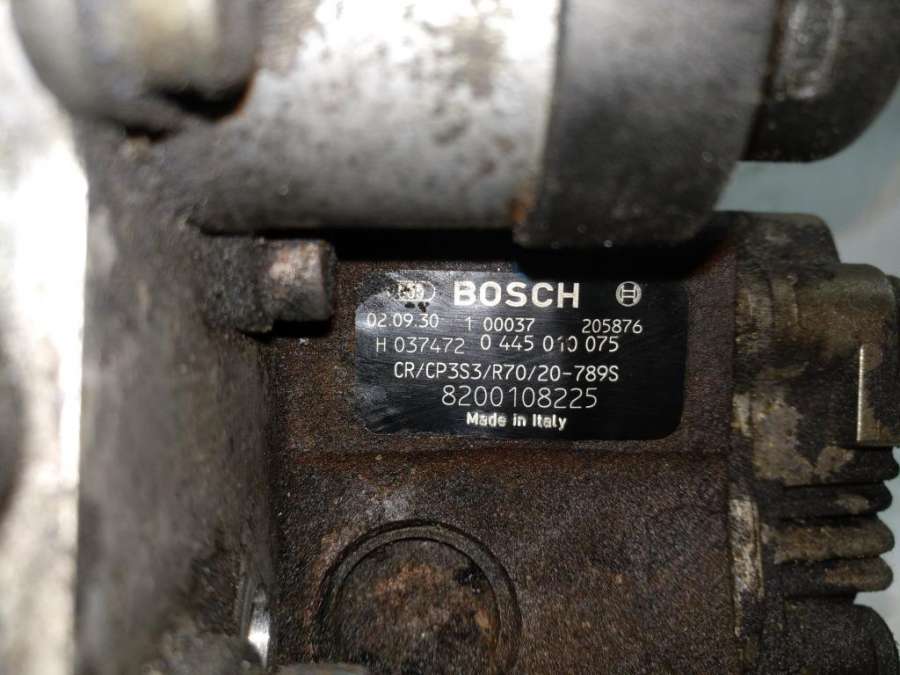 BOSCH
02.09.30 1 00037 205876
H 037472 0 445 010 075
CR/CP3S3/R70/20-789S
8200108225
Made in Italy